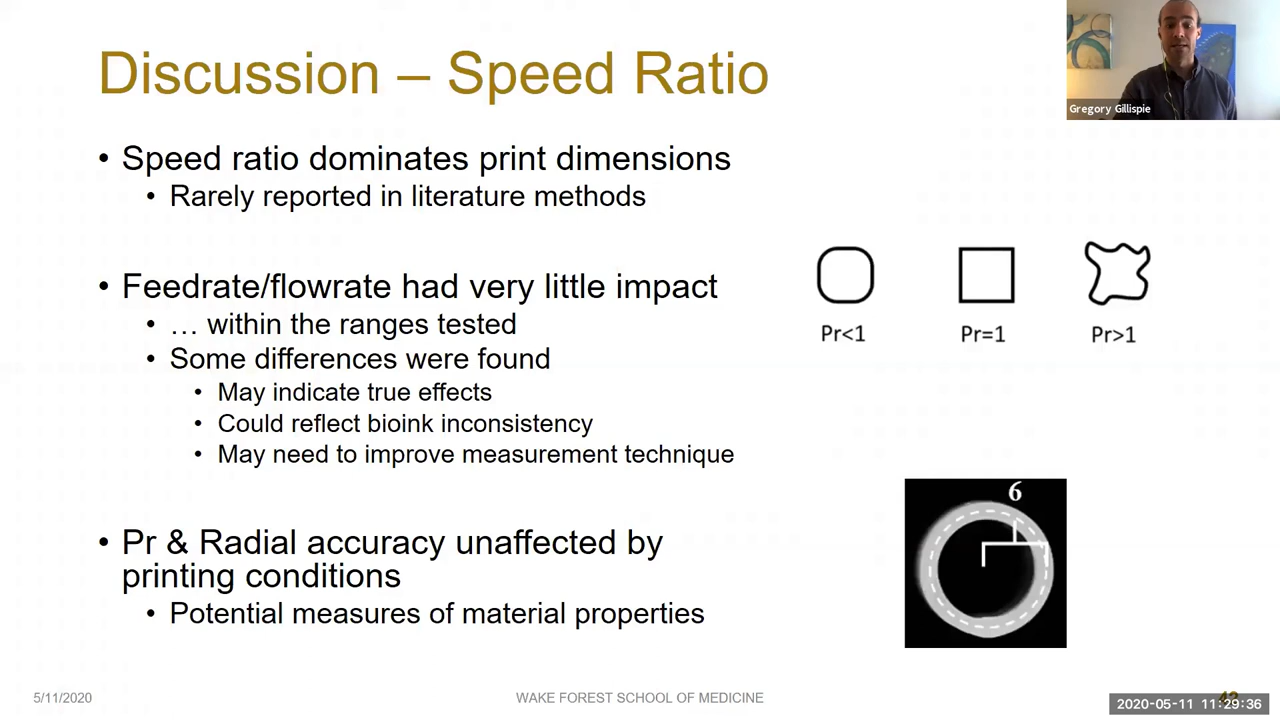 Discussion – Speed Ratio
Gregory Gillispie
• Speed ratio dominates print dimensions
• Rarely reported in literature methods
• Feedrate/flowrate had very little impact
• … within the ranges tested
• Some differences were found
• May indicate true effects
• Could reflect bioink inconsistency
• May need to improve measurement technique
Pr<1 Pr=1 Pr>1
6
• Pr & Radial accuracy unaffected by
printing conditions
• Potential measures of material properties
5/11/2020
WAKE FOREST SCHOOL OF MEDICINE
2020-05-11 11:29:36